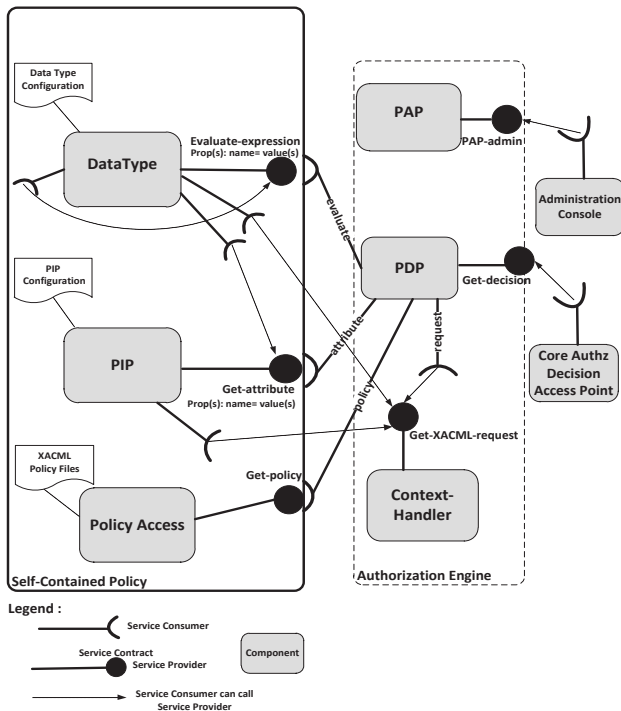 Data Type
Configuration
DataType
Evaluate-expression
Prop(s): name= value(s)
evaluate
PAP
PAP-admin
Administration
Console
PDP
Get-decision
Core Authz
Decision
Access Point
PIP
Configuration
PIP
Get-attribute
Prop(s): name= value(s)
attribute
request
policy
Get-XACML-request
Context-
Handler
XACML
Policy Files
Policy Access
Get-policy
Self-Contained Policy
Authorization Engine
Legend :
Service Consumer
Service Contract
Service Provider
Component
Service Consumer can call
Service Provider